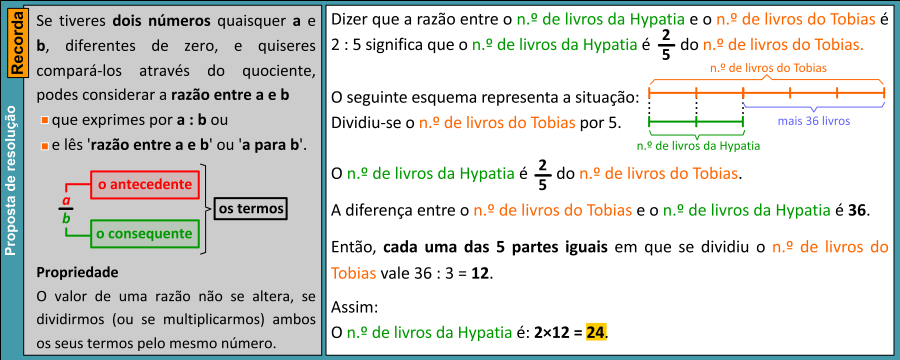 Proposta de resolução
Recorda
Se tiveres dois números quaisquer a e
b, diferentes de zero, e quiseres
compará-los através do quociente,
podes considerar a razão entre a e b
que exprimes por a : b ou
e lês 'razão entre a e b' ou 'a para b'.
a
b
o antecedente
o consequente
os termos
Propriedade
O valor de uma razão não se altera, se
dividirmos (ou se multiplicarmos) ambos
os seus termos pelo mesmo número.
Dizer que a razão entre o n.º de livros da Hypatia e o n.º de livros do Tobias é
2 : 5 significa que o n.º de livros da Hypatia é 2/5 do n.º de livros do Tobias.
n.º de livros do Tobias
O seguinte esquema representa a situação:
Dividiu-se o n.º de livros do Tobias por 5.
mais 36 livros
n.º de livros da Hypatia
O n.º de livros da Hypatia é 2/5 do n.º de livros do Tobias.
A diferença entre o n.º de livros do Tobias e o n.º de livros da Hypatia é 36.
Então, cada uma das 5 partes iguais em que se dividiu o n.º de livros do
Tobias vale 36 : 3 = 12.
Assim:
O n.º de livros da Hypatia é: 2×12 = 24.